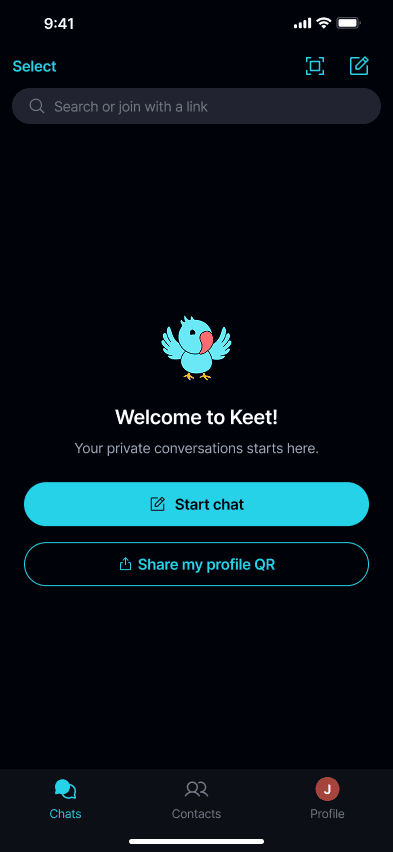 9:41
Select
Search or join with a link
Welcome to Keet!
Your private conversations starts here.
Start chat
Share my profile QR
J
Chats
Contacts
Profile